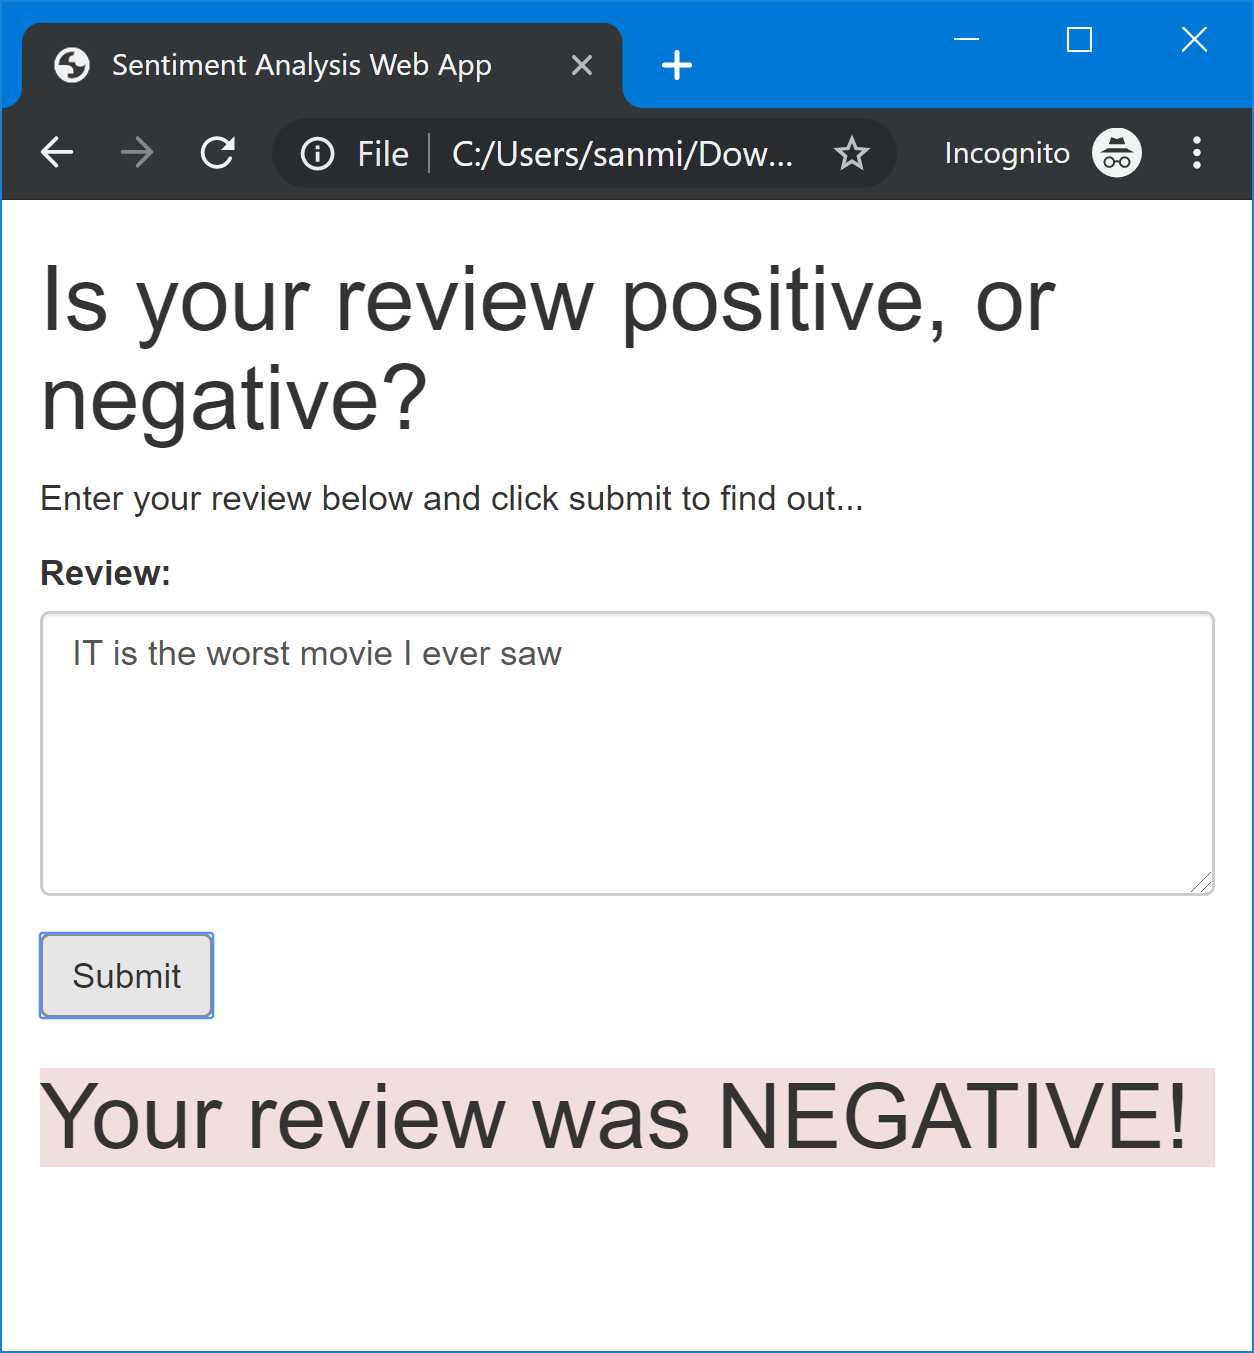 Sentiment Analysis Web App
File C:/Users/sanmi/Dow... Incognito
Is your review positive, or
negative?
Enter your review below and click submit to find out...
Review:
IT is the worst movie I ever saw
Submit
Your review was NEGATIVE!